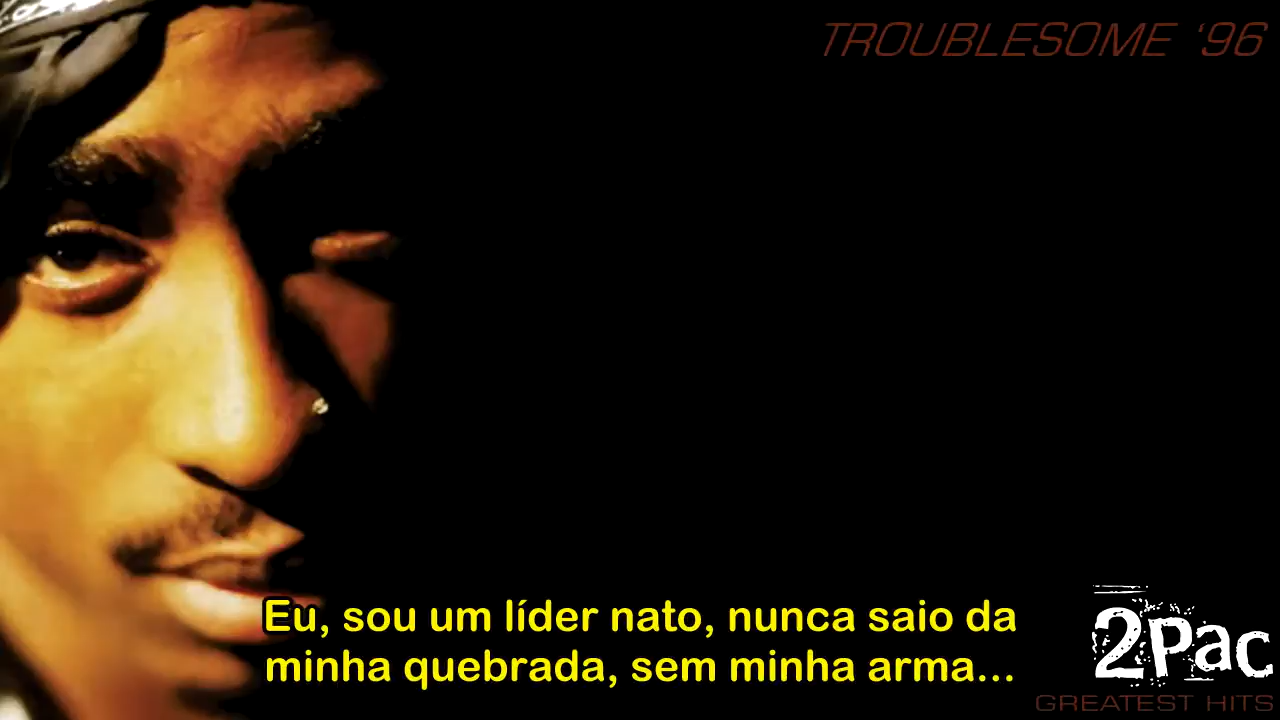 TROUBLESOME ‘96
Eu, sou um líder nato, nunca saio da
minha quebrada, sem minha arma...
2Pac
GREATEST HITS